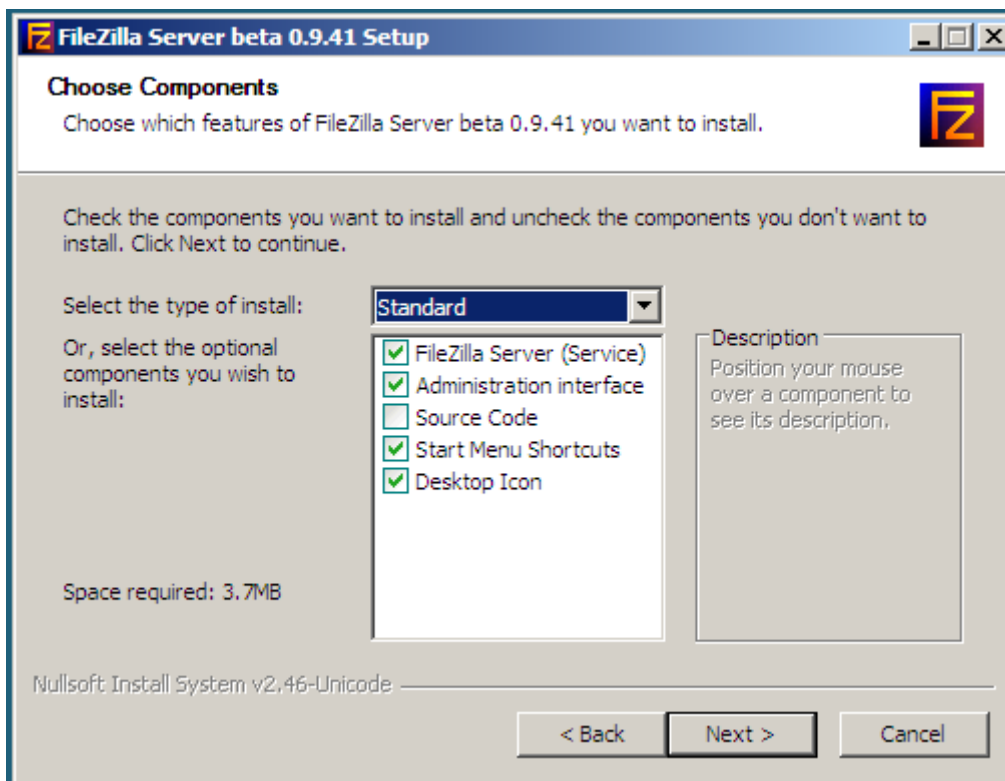 FileZilla Server beta 0.9.41 Setup
Choose Components
Choose which features of FileZilla Server beta 0.9.41 you want to install.
Fz
Check the components you want to install and uncheck the components you don't want to
install. Click Next to continue.
Select the type of install:
Standard
Or, select the optional
components you wish to
install:
FileZilla Server (Service)
Administration interface
Source Code
Start Menu Shortcuts
Desktop Icon
Description
Position your mouse
over a component to
see its description.
Space required: 3.7MB
Nullsoft Install System v2.46-Unicode
< Back
Next >
Cancel